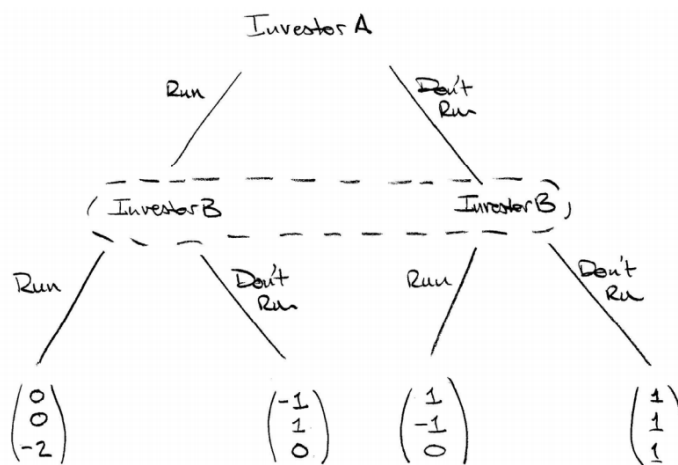 Investor A
Run
Don't
Run
Investor B
Investor B
Run
Don't
Run
Run
Don't
Run
0
0
-2
-1
1
0
1
-1
0
1
1
1